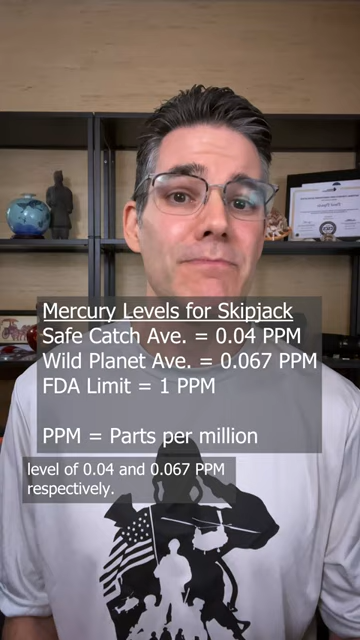 Mercury Levels for Skipjack
Safe Catch Ave. = 0.04 PPM
Wild Planet Ave. = 0.067 PPM
FDA Limit = 1 PPM
PPM = Parts per million
level of 0.04 and 0.067 PPM
respectively.